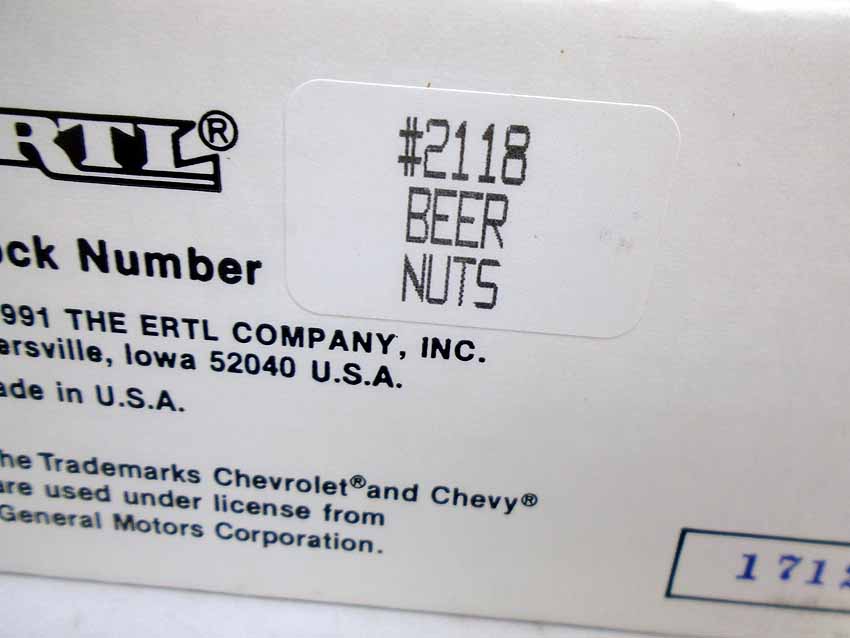 RTL®
#2118
BEER
NUTS
ock Number
991 THE ERTL COMPANY, INC.
ersville, Iowa 52040 U.S.A.
ade in U.S.A.
he Trademarks Chevrolet® and Chevy®
are used under license from
General Motors Corporation.
1712